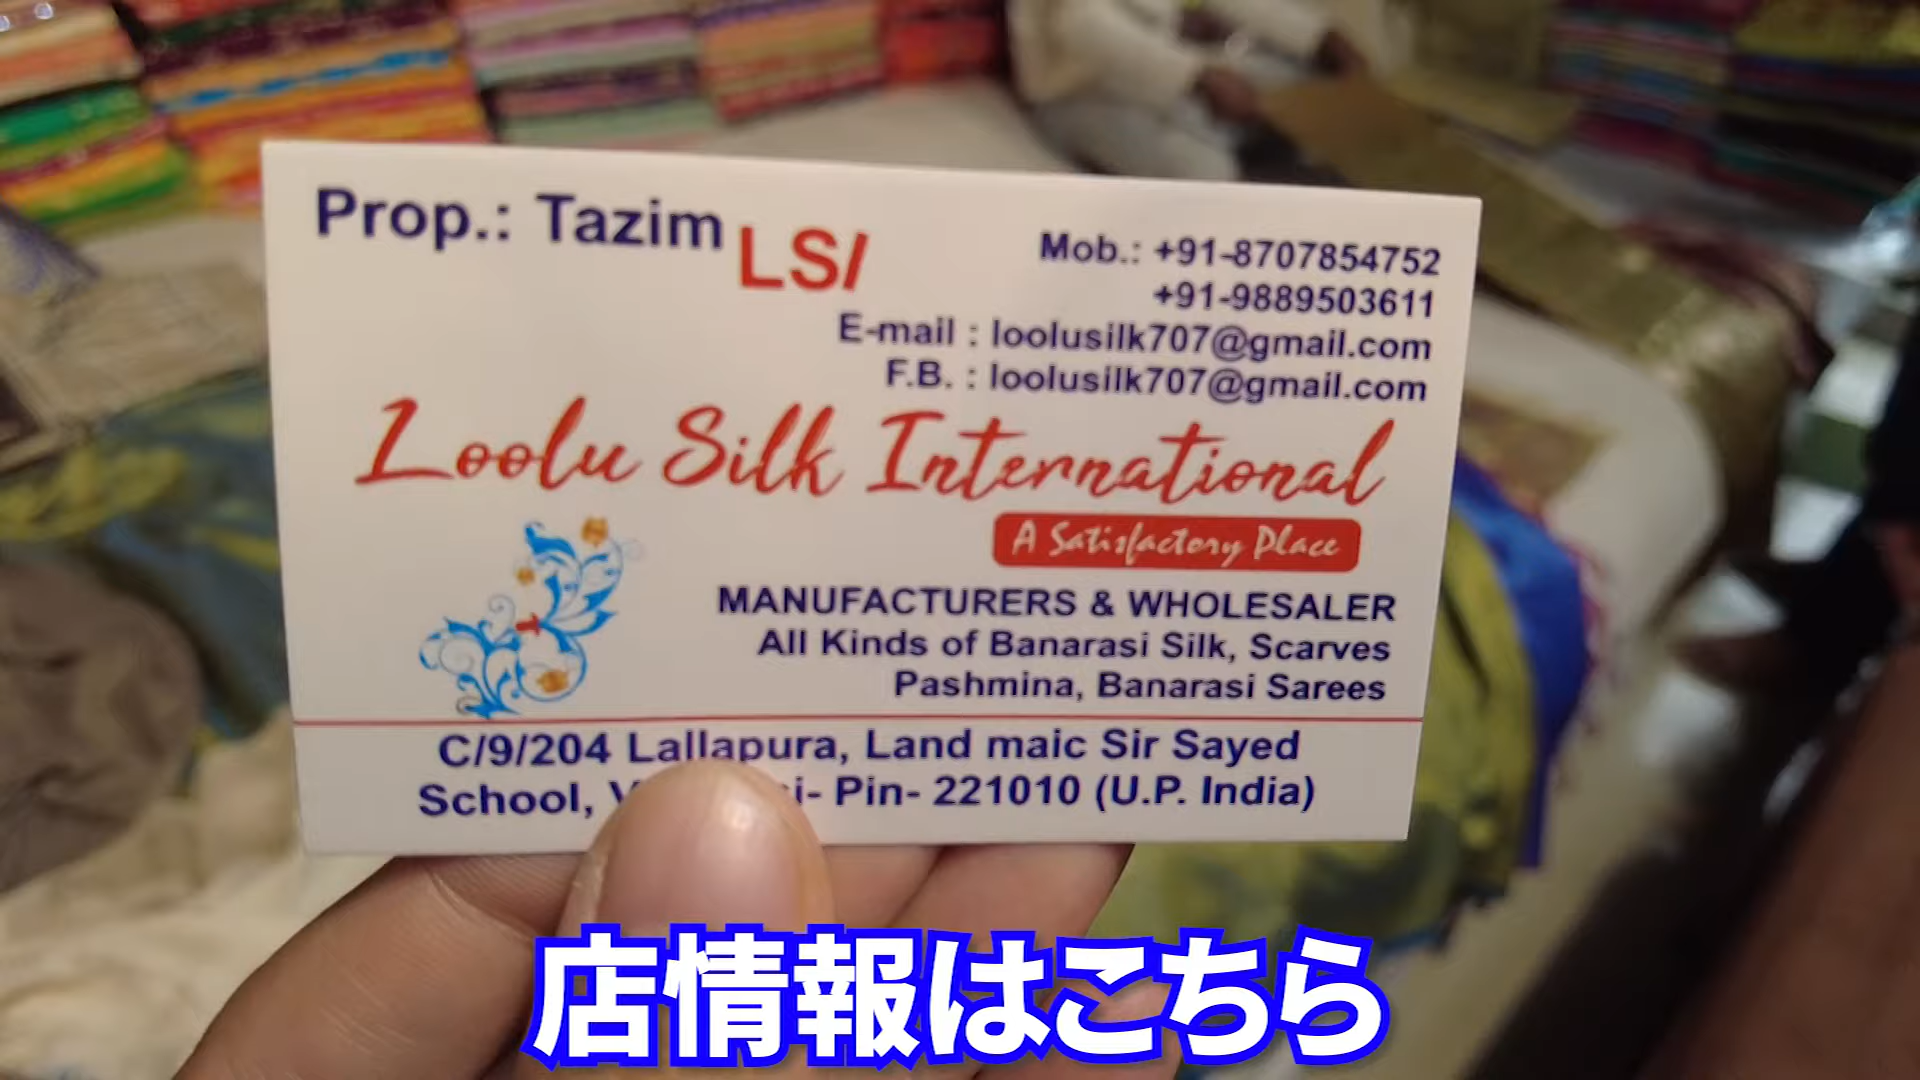 Prop.: Tazim
LSI
Mob.: +91-8707854752
+91-9889503611
E-mail : loolusilk707@gmail.com
F.B. : loolusilk707@gmail.com
Loolu Silk International
A Satisfactory Place
MANUFACTURERS & WHOLESALER
All Kinds of Banarasi Silk, Scarves
Pashmina, Banarasi Sarees
C/9/204 Lallapura, Land maic Sir Sayed
School, Pin- 221010 (U.P. India)
店情報はこちら